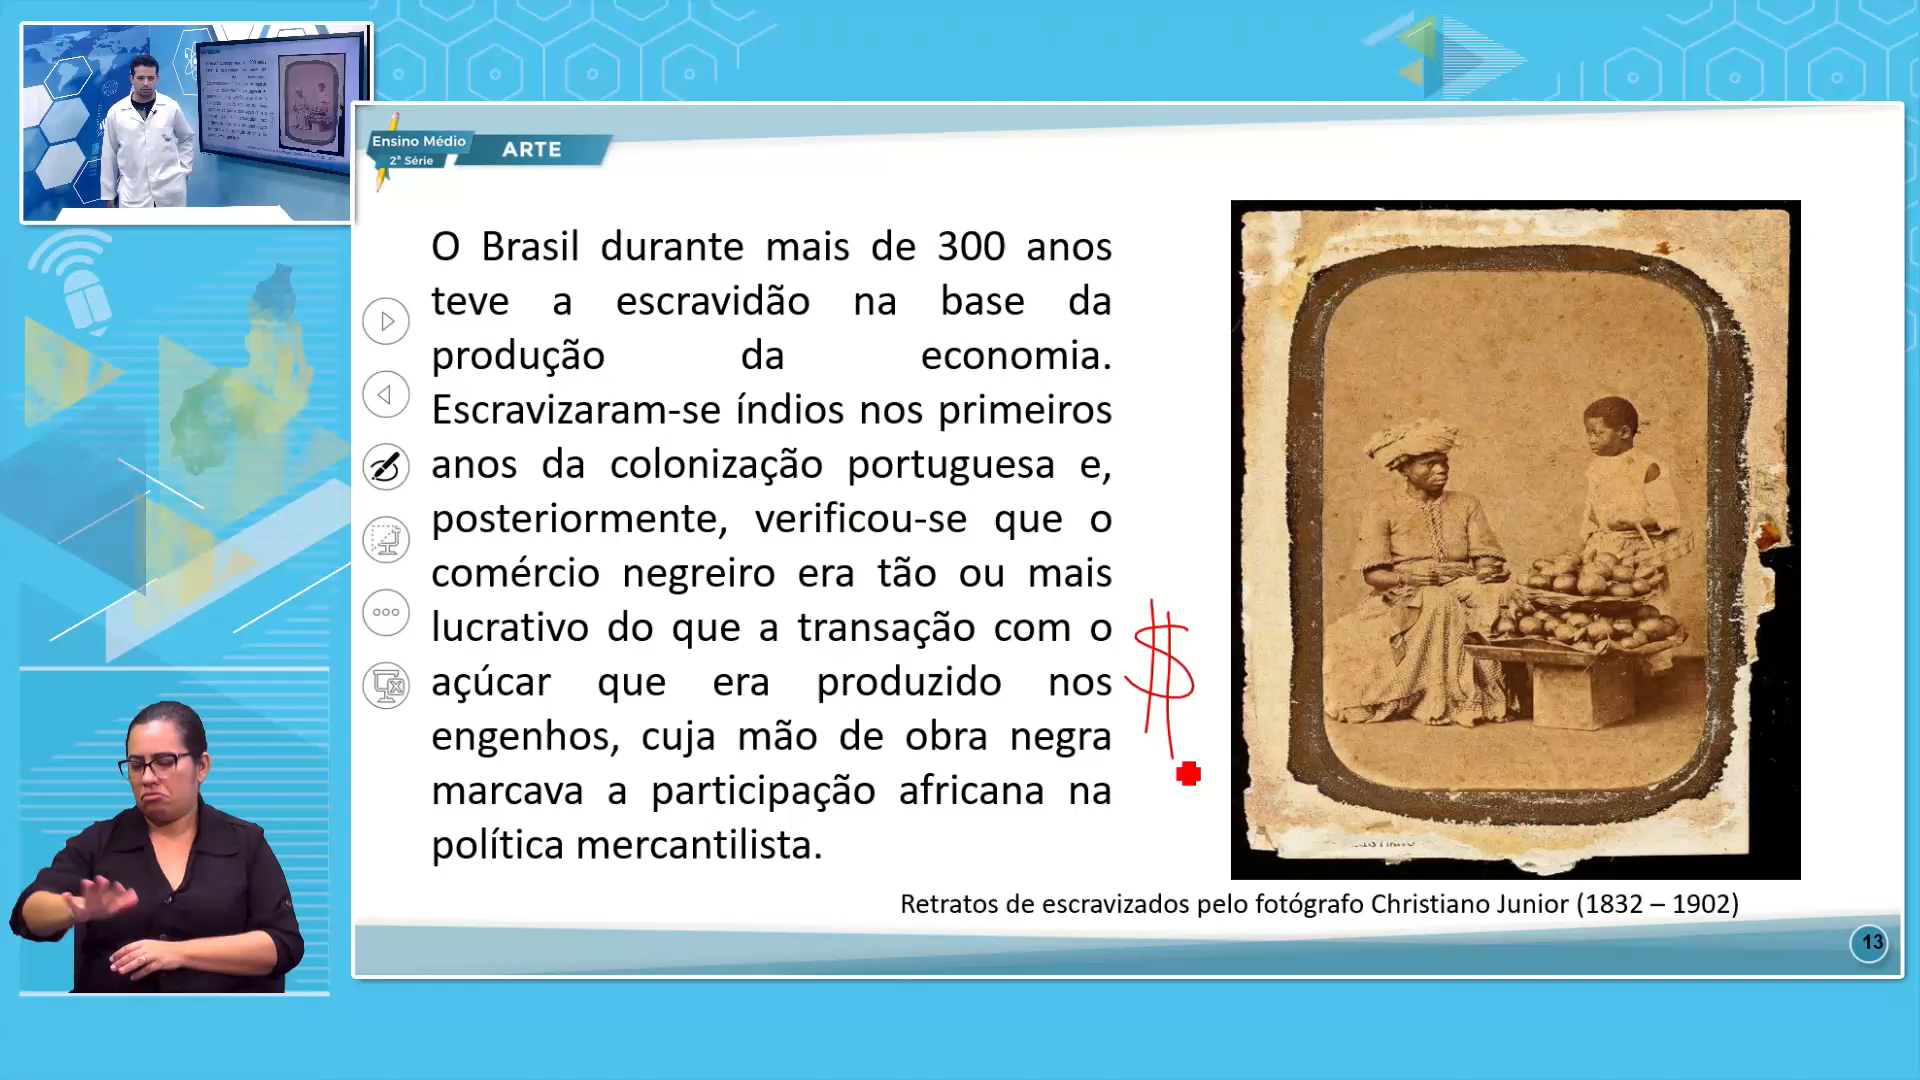 Ensino Médio
2ª Série
ARTE
O Brasil durante mais de 300 anos
teve a escravidão na base da
produção da economia.
Escravizaram-se índios nos primeiros
anos da colonização portuguesa e,
posteriormente, verificou-se que o
comércio negreiro era tão ou mais
lucrativo do que a transação com o
açúcar que era produzido nos
engenhos, cuja mão de obra negra
marcava a participação africana na
política mercantilista.
$
Retratos de escravizados pelo fotógrafo Christiano Junior (1832 – 1902)
13